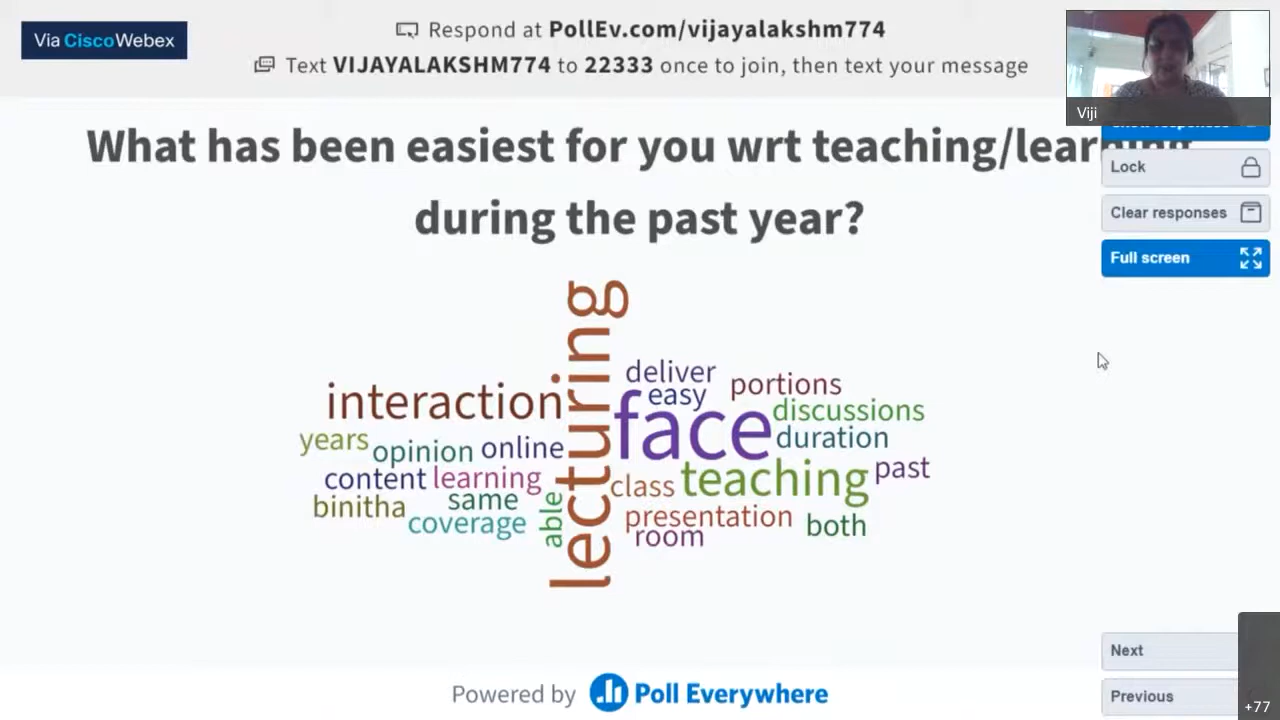 Via Cisco Webex
Respond at PollEv.com/vijayalakshm774
Text VIJAYALAKSHM774 to 22333 once to join, then text your message
Viji
What has been easiest for you wrt teaching/learning
during the past year?
Lock
Clear responses
Full screen
lecturing
deliver
easy
portions
interaction
face
discussions
years
opinion
online
duration
content
learning
class
teaching
past
binitha
same
coverage
able
presentation
room
both
Next
Previous
+77
Powered by Poll Everywhere